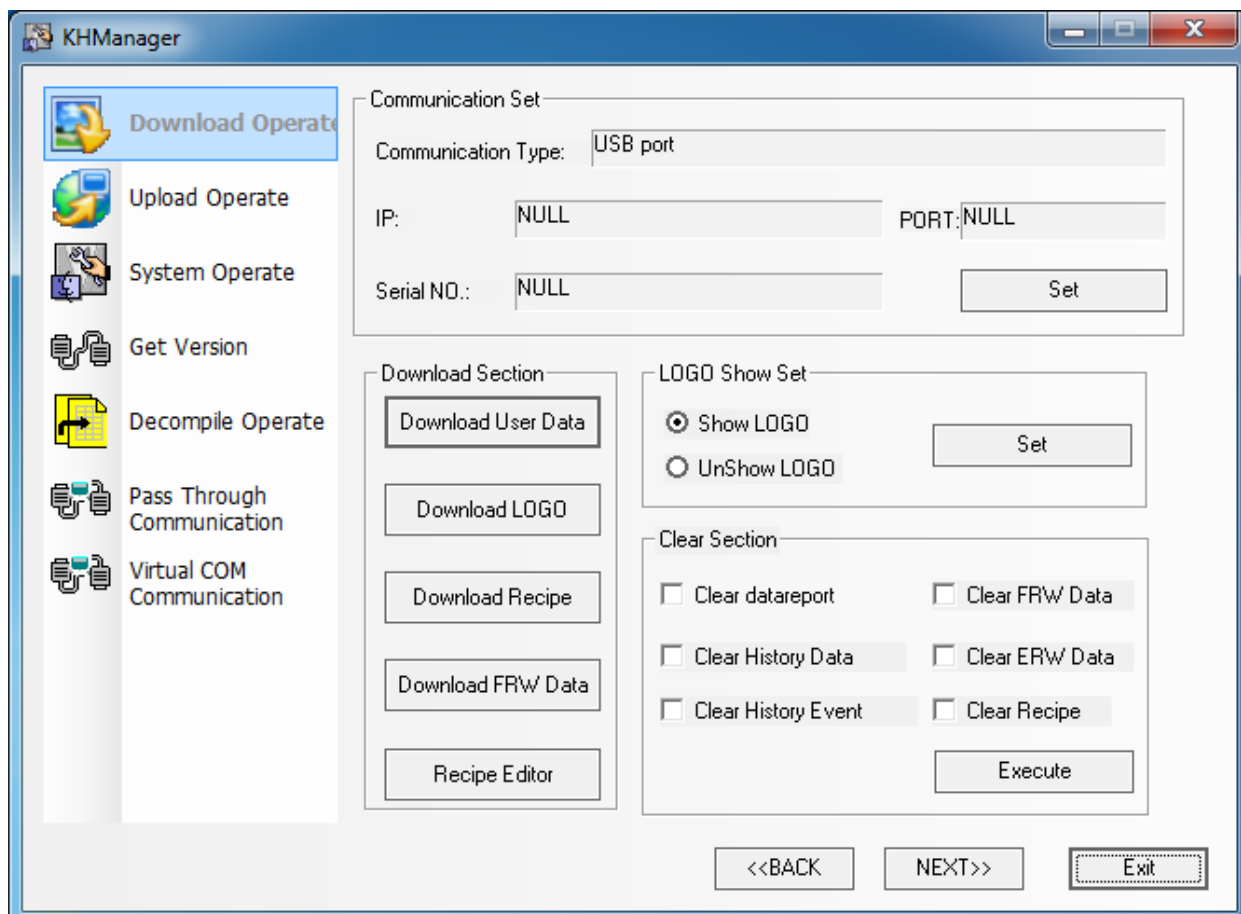 KHManager
Download Operate
Upload Operate
System Operate
Get Version
Decompile Operate
Pass Through
Communication
Virtual COM
Communication
Communication Set
Communication Type: USB port
IP: NULL PORT: NULL
Serial NO.: NULL Set
Download Section
Download User Data
Download LOGO
Download Recipe
Download FRW Data
Recipe Editor
LOGO Show Set
Show LOGO
UnShow LOGO
Set
Clear Section
Clear datareport Clear FRW Data
Clear History Data Clear ERW Data
Clear History Event Clear Recipe
Execute
<<BACK NEXT>> Exit